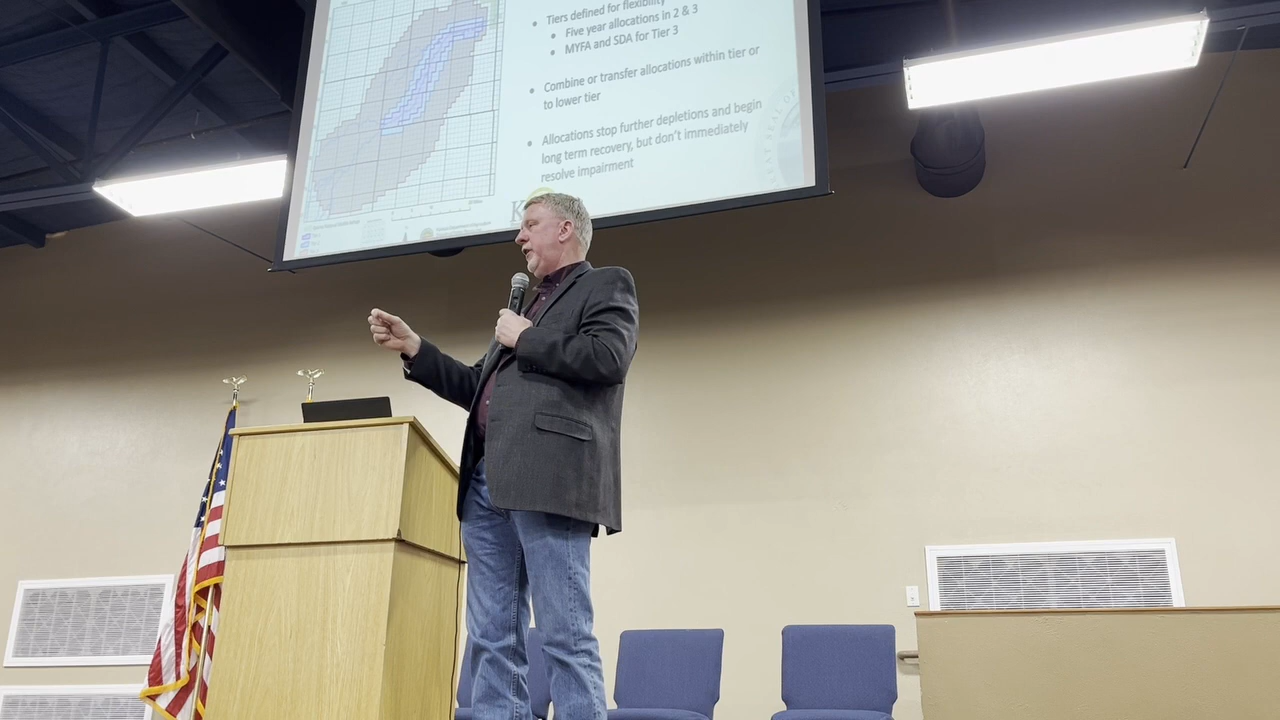 Tiers defined for flexibility
Five year allocations in 2 & 3
MYFA and SDA for Tier 3
Combine or transfer allocations within tier or
to lower tier
Allocations stop further depletions and begin
long term recovery, but don't immediately
resolve impairment
K